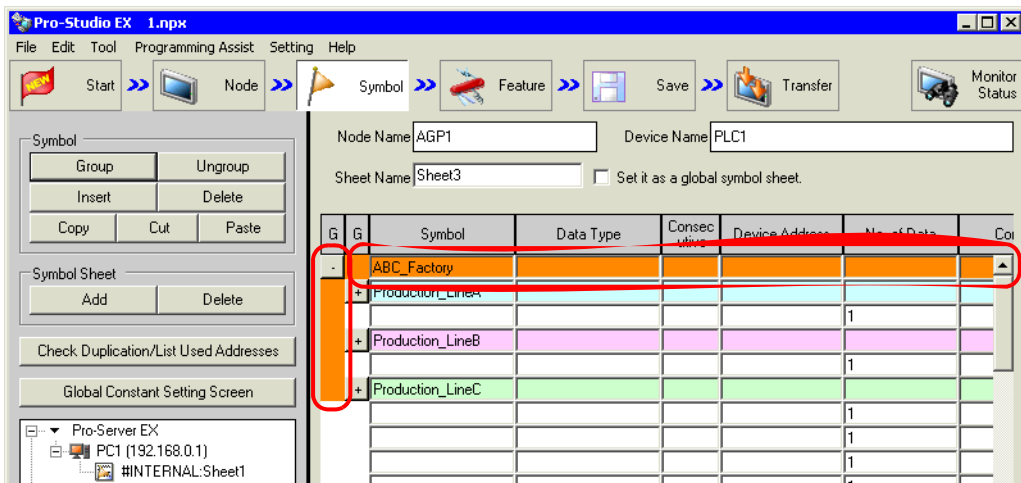 Pro-Studio EX 1.npx
File Edit Tool Programming Assist Setting Help
NEW Start Node Symbol Feature Save Transfer Monitor Status
Symbol
Group Ungroup
Insert Delete
Copy Cut Paste
Symbol Sheet
Add Delete
Check Duplication/List Used Addresses
Global Constant Setting Screen
Pro-Server EX
PC1 (192.168.0.1)
#INTERNAL:Sheet1
Node Name AGP1 Device Name PLC1
Sheet Name Sheet3 Set it as a global symbol sheet.
G G Symbol Data Type Consecutive Device Address No. of Data
- ABC_Factory
+ Production_LineA
1
+ Production_LineB
1
+ Production_LineC
1
1
1